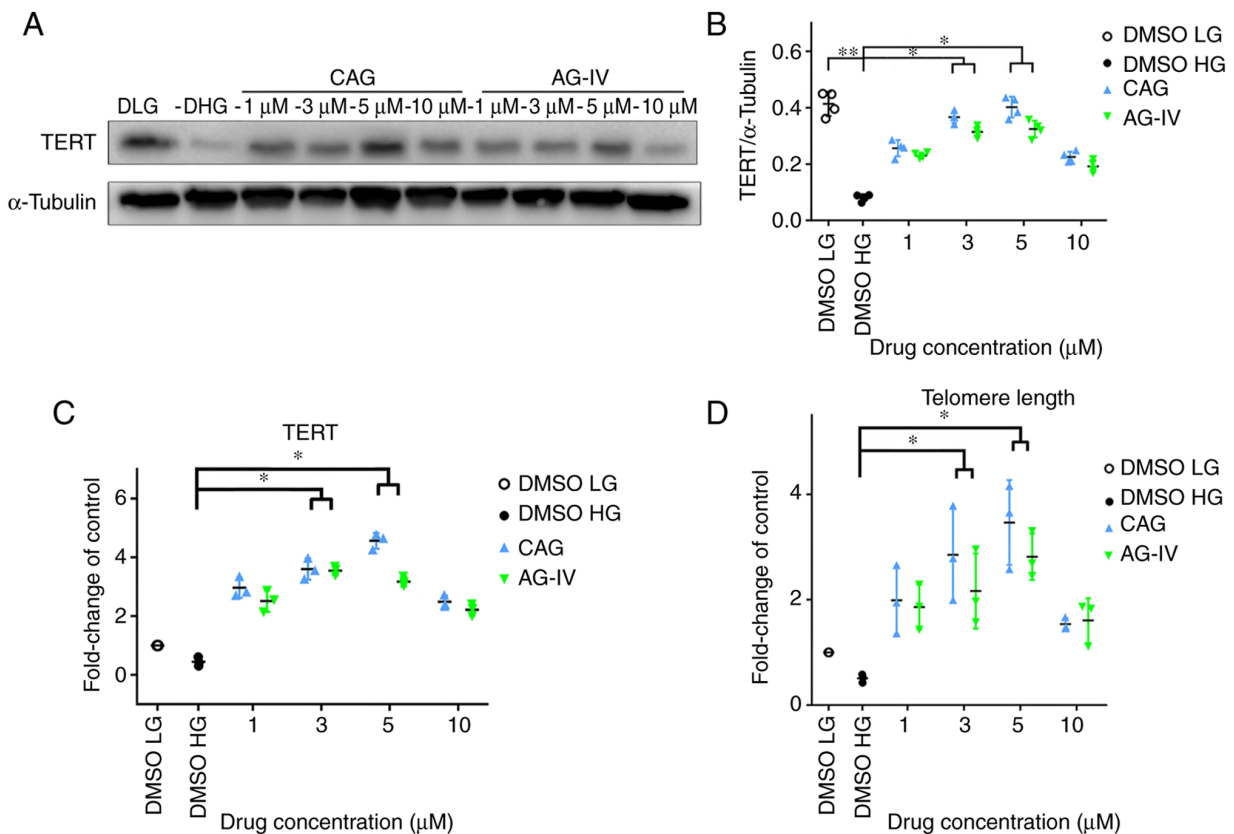 A
CAG AG-IV
DLG -DHG -1 μM -3 μM -5 μM -10 μM -1 μM -3 μM -5 μM -10 μM
TERT
α-Tubulin
B
** * *
TERT/α-Tubulin
0.6
0.4
0.2
0.0
DMSO LG
DMSO HG
1 3 5 10
Drug concentration (μM)
DMSO LG
DMSO HG
CAG
AG-IV
C
TERT
*
*
Fold-change of control
6
4
2
0
DMSO LG
DMSO HG
1 3 5 10
Drug concentration (μM)
DMSO LG
DMSO HG
CAG
AG-IV
D
Telomere length
*
*
Fold-change of control
4
2
0
DMSO LG
DMSO HG
1 3 5 10
Drug concentration (μM)
DMSO LG
DMSO HG
CAG
AG-IV